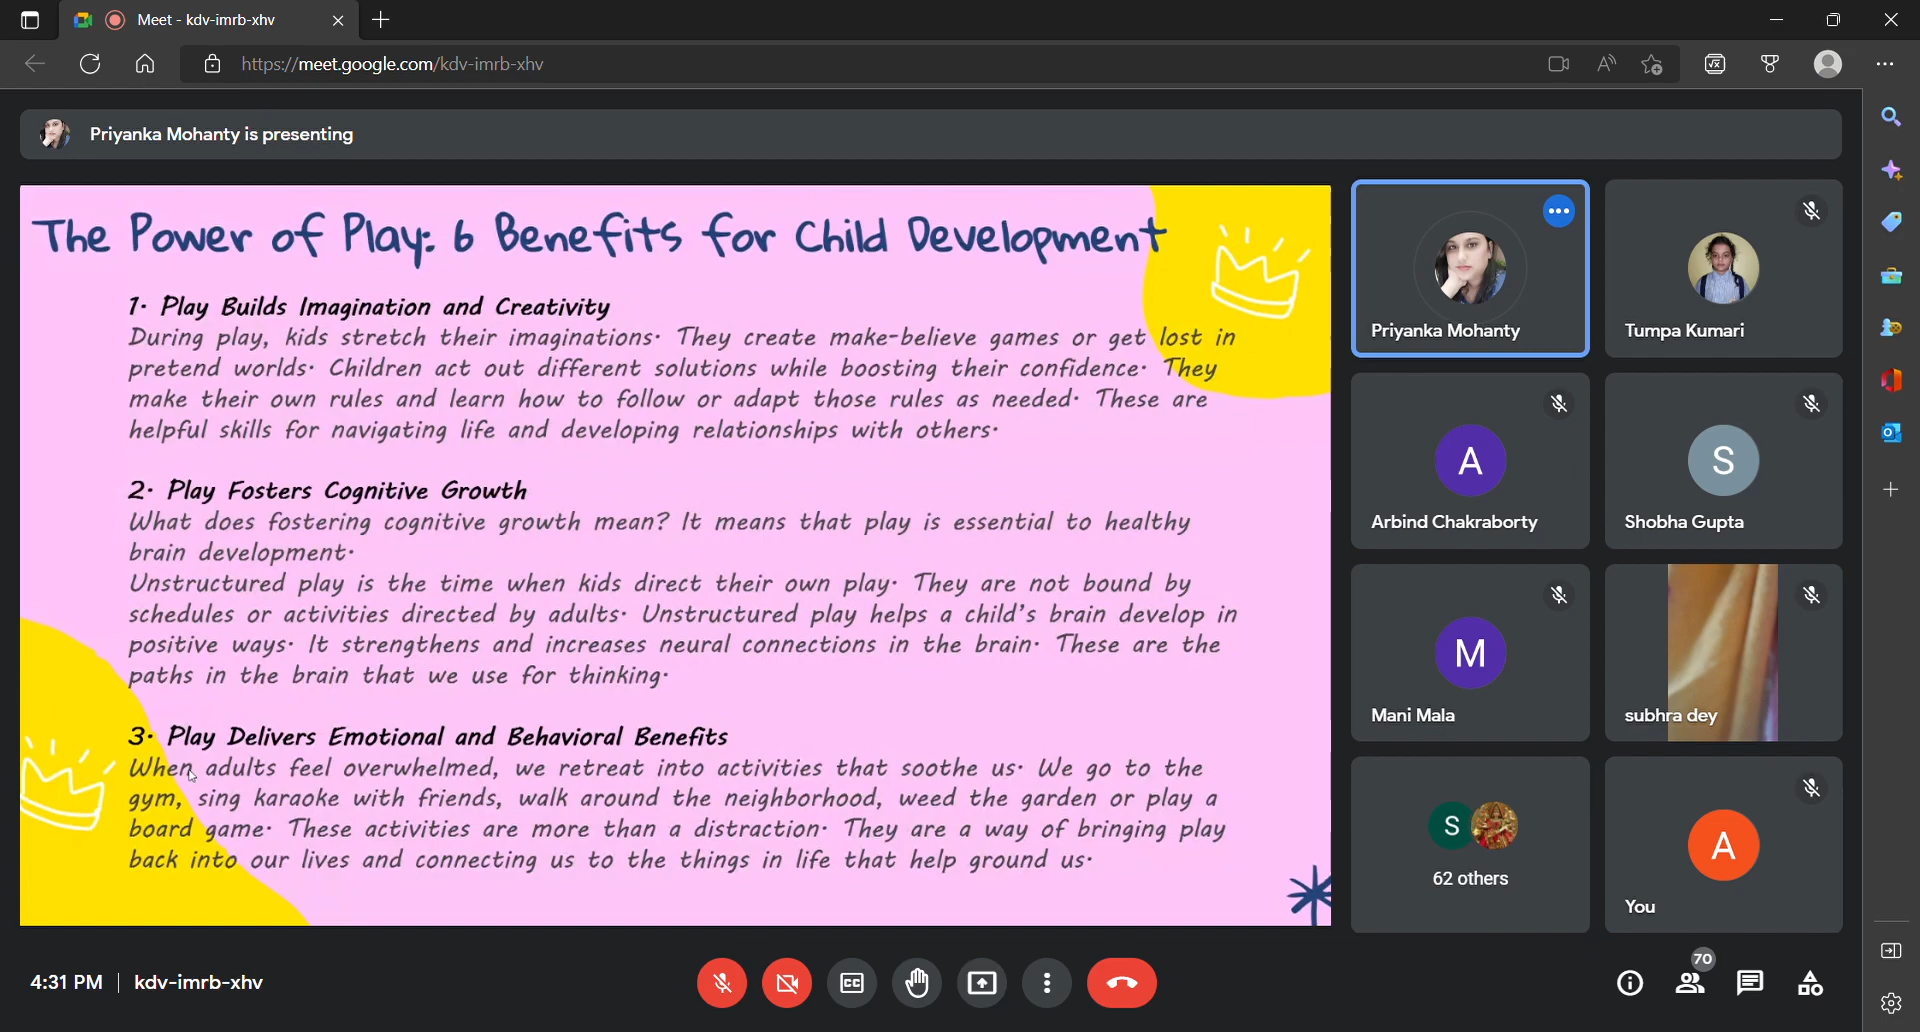 Meet - kdv-imrb-xhv
https://meet.google.com/kdv-imrb-xhv
Priyanka Mohanty is presenting
The Power of Play: 6 Benefits for Child Development
1. Play Builds Imagination and Creativity
During play, kids stretch their imaginations. They create make-believe games or get lost in
pretend worlds. Children act out different solutions while boosting their confidence. They
make their own rules and learn how to follow or adapt those rules as needed. These are
helpful skills for navigating life and developing relationships with others.
2. Play Fosters Cognitive Growth
What does fostering cognitive growth mean? It means that play is essential to healthy
brain development.
Unstructured play is the time when kids direct their own play. They are not bound by
schedules or activities directed by adults. Unstructured play helps a child's brain develop in
positive ways. It strengthens and increases neural connections in the brain. These are the
paths in the brain that we use for thinking.
3. Play Delivers Emotional and Behavioral Benefits
When adults feel overwhelmed, we retreat into activities that soothe us. We go to the
gym, sing karaoke with friends, walk around the neighborhood, weed the garden or play a
board game. These activities are more than a distraction. They are a way of bringing play
back into our lives and connecting us to the things in life that help ground us.
Priyanka Mohanty
Tumpa Kumari
A
Arbind Chakraborty
S
Shobha Gupta
M
Mani Mala
subhra dey
S
62 others
A
You
4:31 PM | kdv-imrb-xhv
CC
70